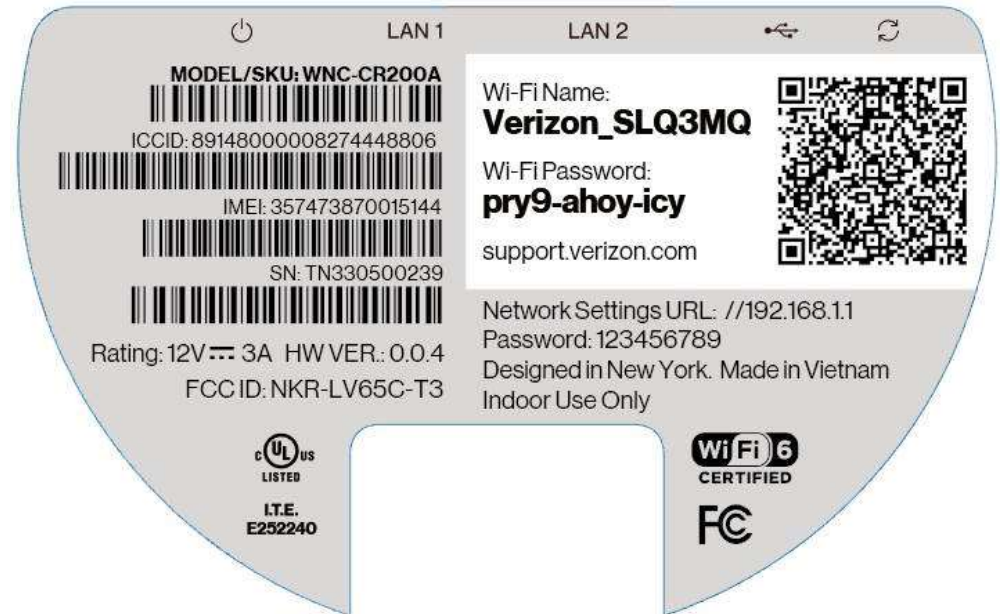 LAN 1
LAN 2
MODEL/SKU: WNC-CR200A
ICCID: 89148000008274448806
IMEI: 357473870015144
SN: TN330500239
Rating: 12V ⎓ 3A HW VER.: 0.0.4
FCC ID: NKR-LV65C-T3
Wi-Fi Name:
Verizon_SLQ3MQ
Wi-Fi Password:
pry9-ahoy-icy
support.verizon.com
Network Settings URL: //192.168.1.1
Password: 123456789
Designed in New York. Made in Vietnam
Indoor Use Only
c UL US
LISTED
I.T.E.
E252240
Wi Fi 6
CERTIFIED
FC